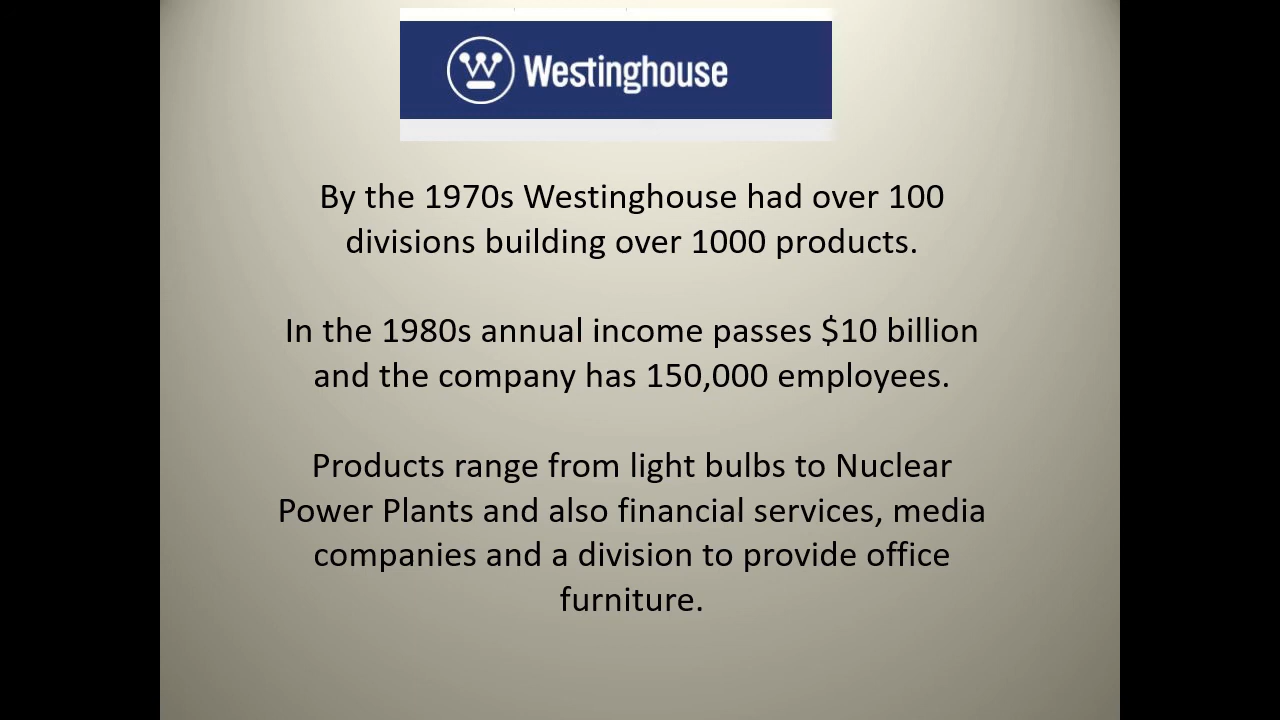 Westinghouse
By the 1970s Westinghouse had over 100
divisions building over 1000 products.
In the 1980s annual income passes $10 billion
and the company has 150,000 employees.
Products range from light bulbs to Nuclear
Power Plants and also financial services, media
companies and a division to provide office
furniture.